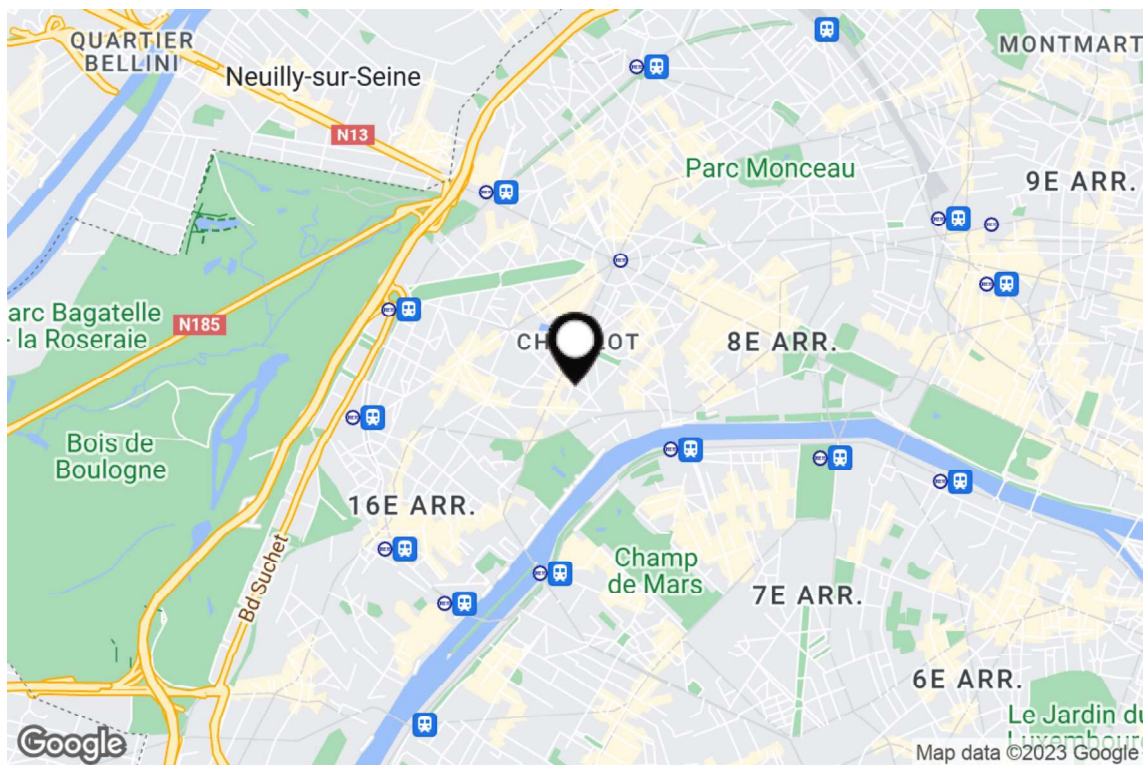 QUARTIER
BELLINI
Neuilly-sur-Seine
MONTMART
N13
Parc Monceau
9E ARR.
arc Bagatelle
- la Roseraie
N185
CH
OT
8E ARR.
Bois de
Boulogne
16E ARR.
Champ
de Mars
Bd Suchet
7E ARR.
6E ARR.
Le Jardin du
Luxembourg
Google
Map data ©2023 Google